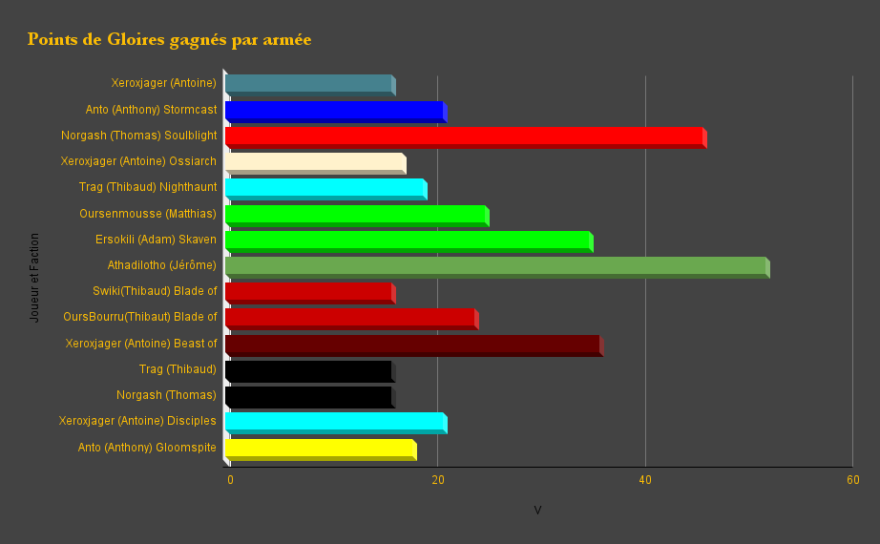 Points de Gloires gagnés par armée
Joueur et Faction
Xeroxjager (Antoine)
Anto (Anthony) Stormcast
Norgash (Thomas) Soulblight
Xeroxjager (Antoine) Ossiarch
Trag (Thibaud) Nighthaunt
Oursenmousse (Matthias)
Ersokili (Adam) Skaven
Athadilotho (Jérôme)
Swiki(Thibaud) Blade of
OursBourru(Thibaut) Blade of
Xeroxjager (Antoine) Beast of
Trag (Thibaud)
Norgash (Thomas)
Xeroxjager (Antoine) Disciples
Anto (Anthony) Gloomspite
0 20 40 60
V